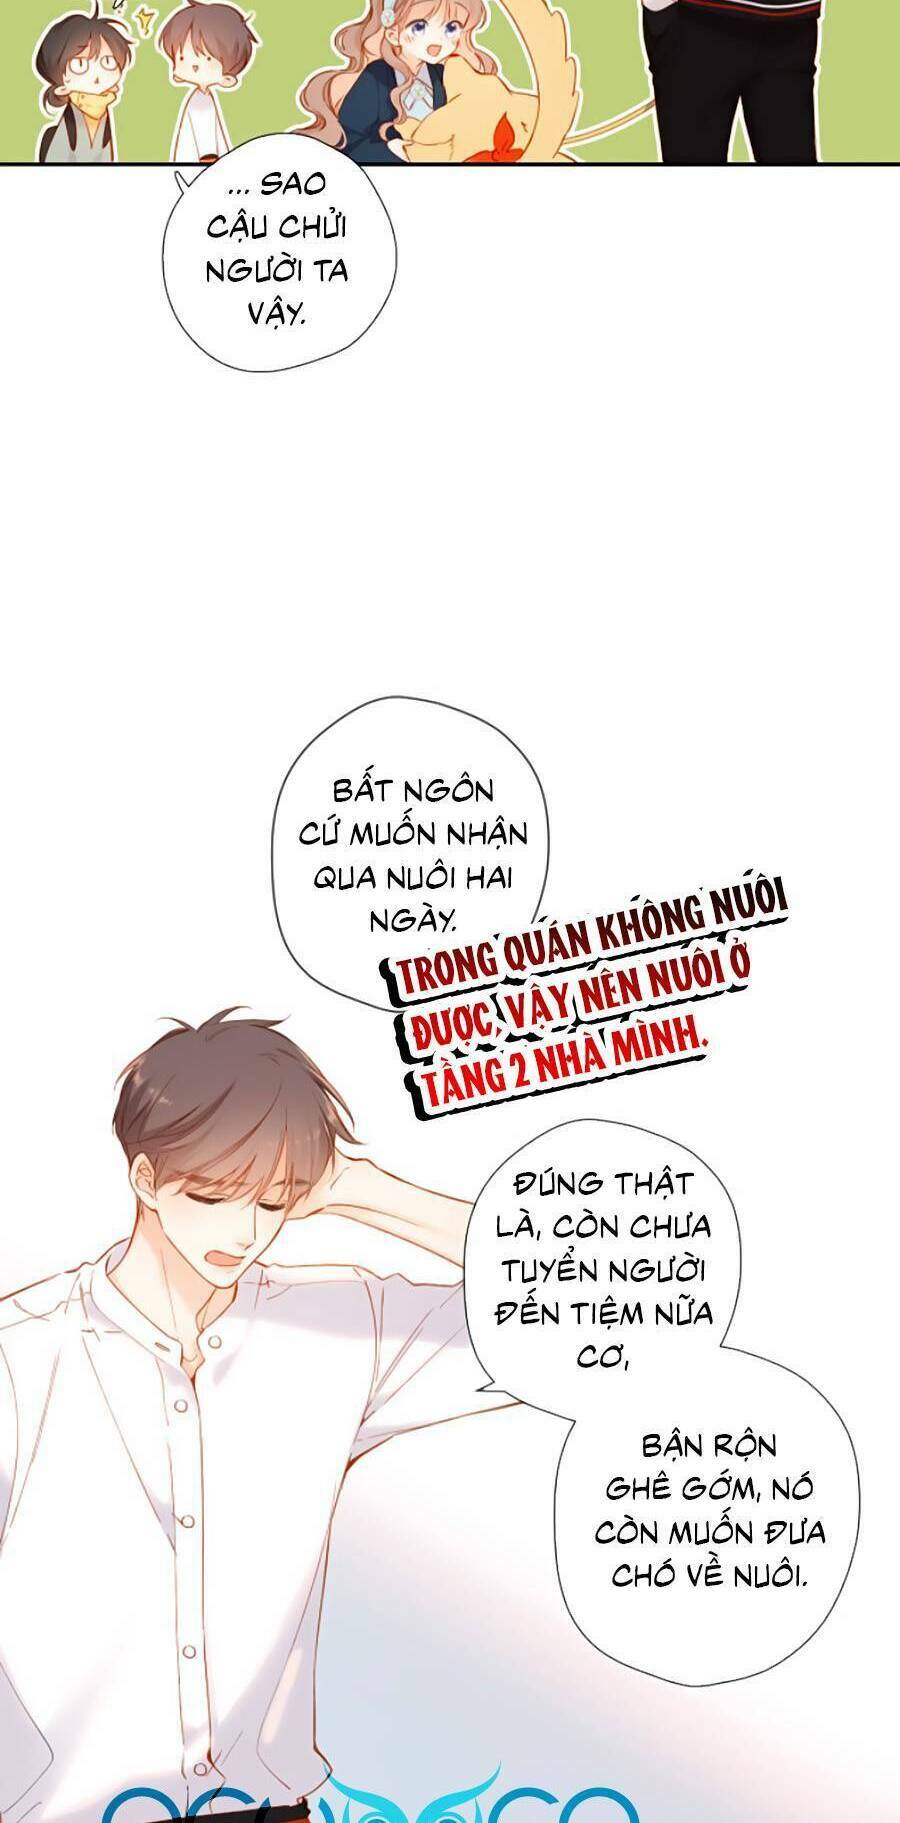 ... SAO
CẬU CHỬI
NGƯỜI TA
VẬY.
BẤT NGÔN
CỨ MUỐN NHẬN
QUA NUÔI HAI
NGÀY.
TRONG QUÁN KHÔNG NUÔI
ĐƯỢC, VẬY NÊN NUÔI Ở
TẦNG 2 NHÀ MÌNH.
ĐÚNG THẬT
LÀ, CÒN CHƯA
TUYỂN NGƯỜI
ĐẾN TIỆM NỮA
CƠ,
BẬN RỘN
GHÊ GỚM, NÓ
CÒN MUỐN ĐƯA
CHÓ VỀ NUÔI.